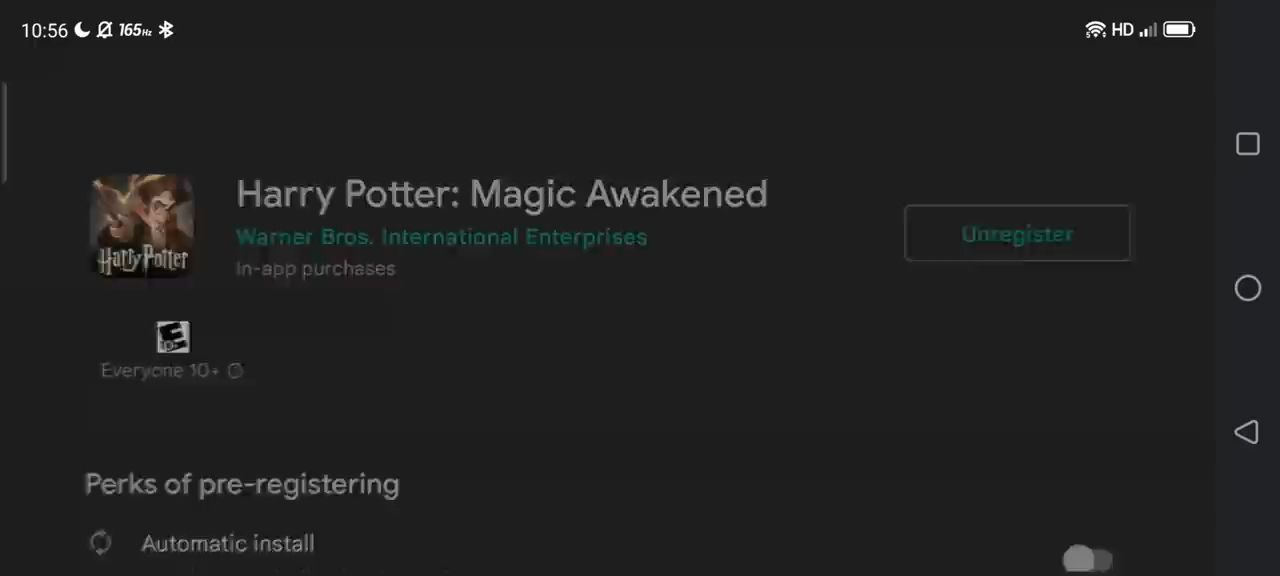 10:56 165Hz HD
Harry Potter: Magic Awakened
Warner Bros. International Enterprises
In-app purchases
Unregister
Harry Potter
E
10+
Everyone 10+
Perks of pre-registering
Automatic install